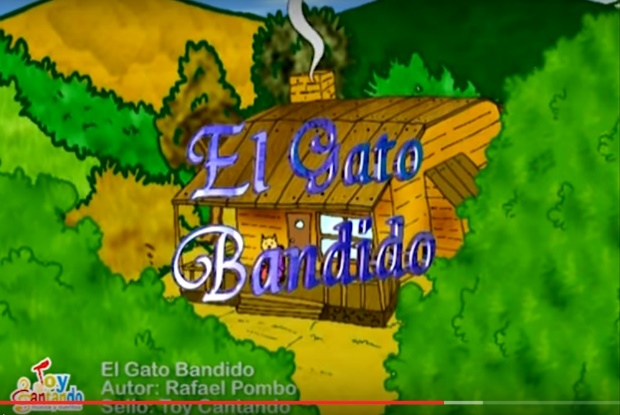 El Gato
Bandido
El Gato Bandido
Autor: Rafael Pombo
Sello: Toy Cantando
Toy
Cantando